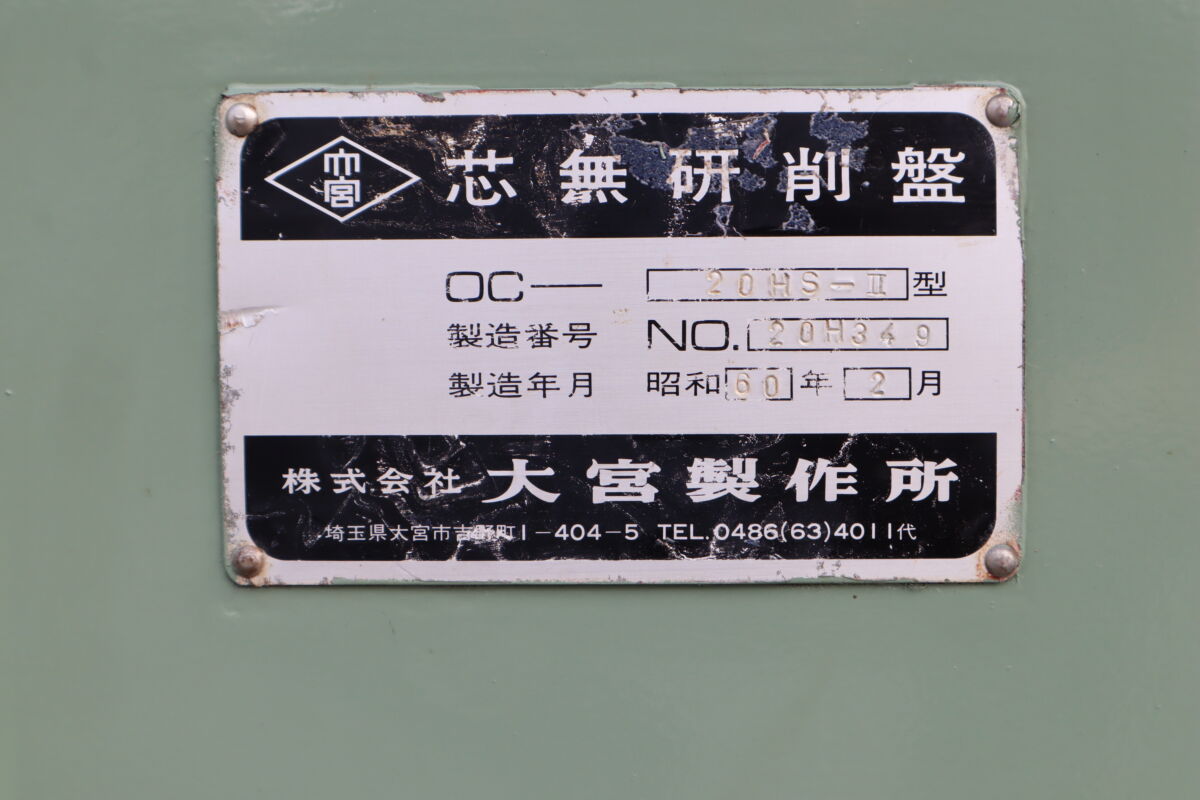 大宮 芯無研削盤
OC— 20HS-II型
製造番号 NO. 20H349
製造年月 昭和60年2月
株式会社 大宮製作所
埼玉県大宮市吉野町1-404-5 TEL.0486(63)4011代